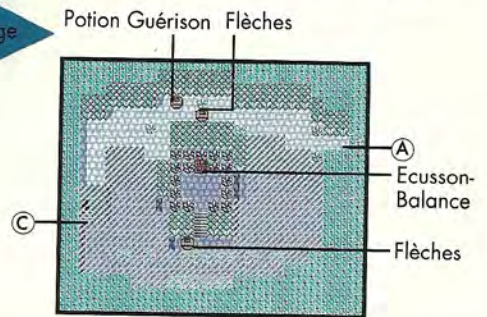 ge
Potion Guérison
Flèches
A
Ecusson-
Balance
C
Flèches